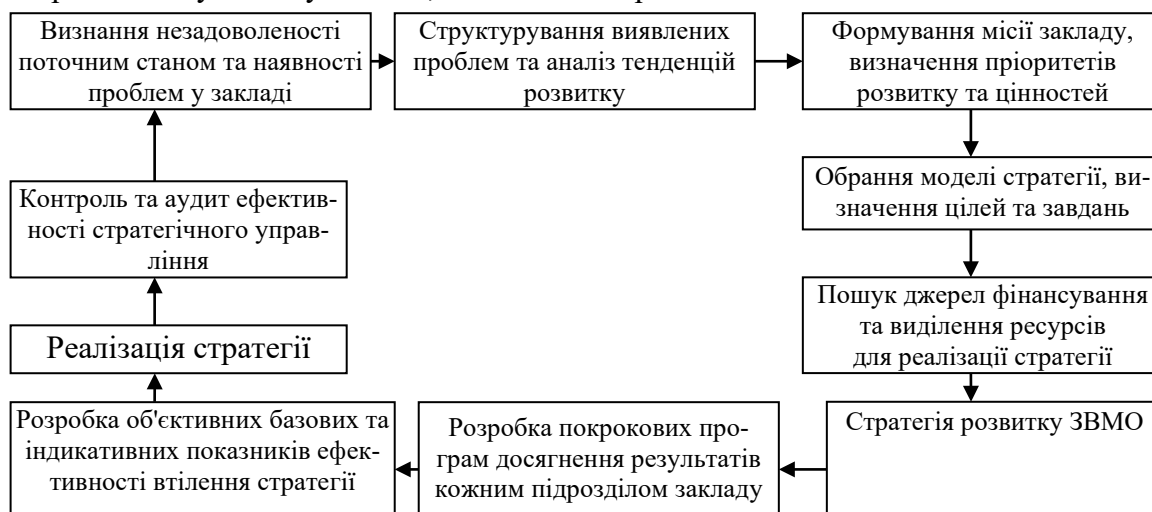 Визнання незадоволеності
поточним станом та наявності
проблем у закладі
Структурування виявлених
проблем та аналіз тенденцій
розвитку
Формування місії закладу,
визначення пріоритетів
розвитку та цінностей
Обрання моделі стратегії, ви-
значення цілей та завдань
Пошук джерел фінансування
та виділення ресурсів
для реалізації стратегії
Стратегія розвитку ЗВМО
Розробка покрокових про-
грам досягнення результатів
кожним підрозділом закладу
Розробка об'єктивних базових та
індикативних показників ефек-
тивності втілення стратегії
Реалізація стратегії
Контроль та аудит ефектив-
ності стратегічного управ-
ління